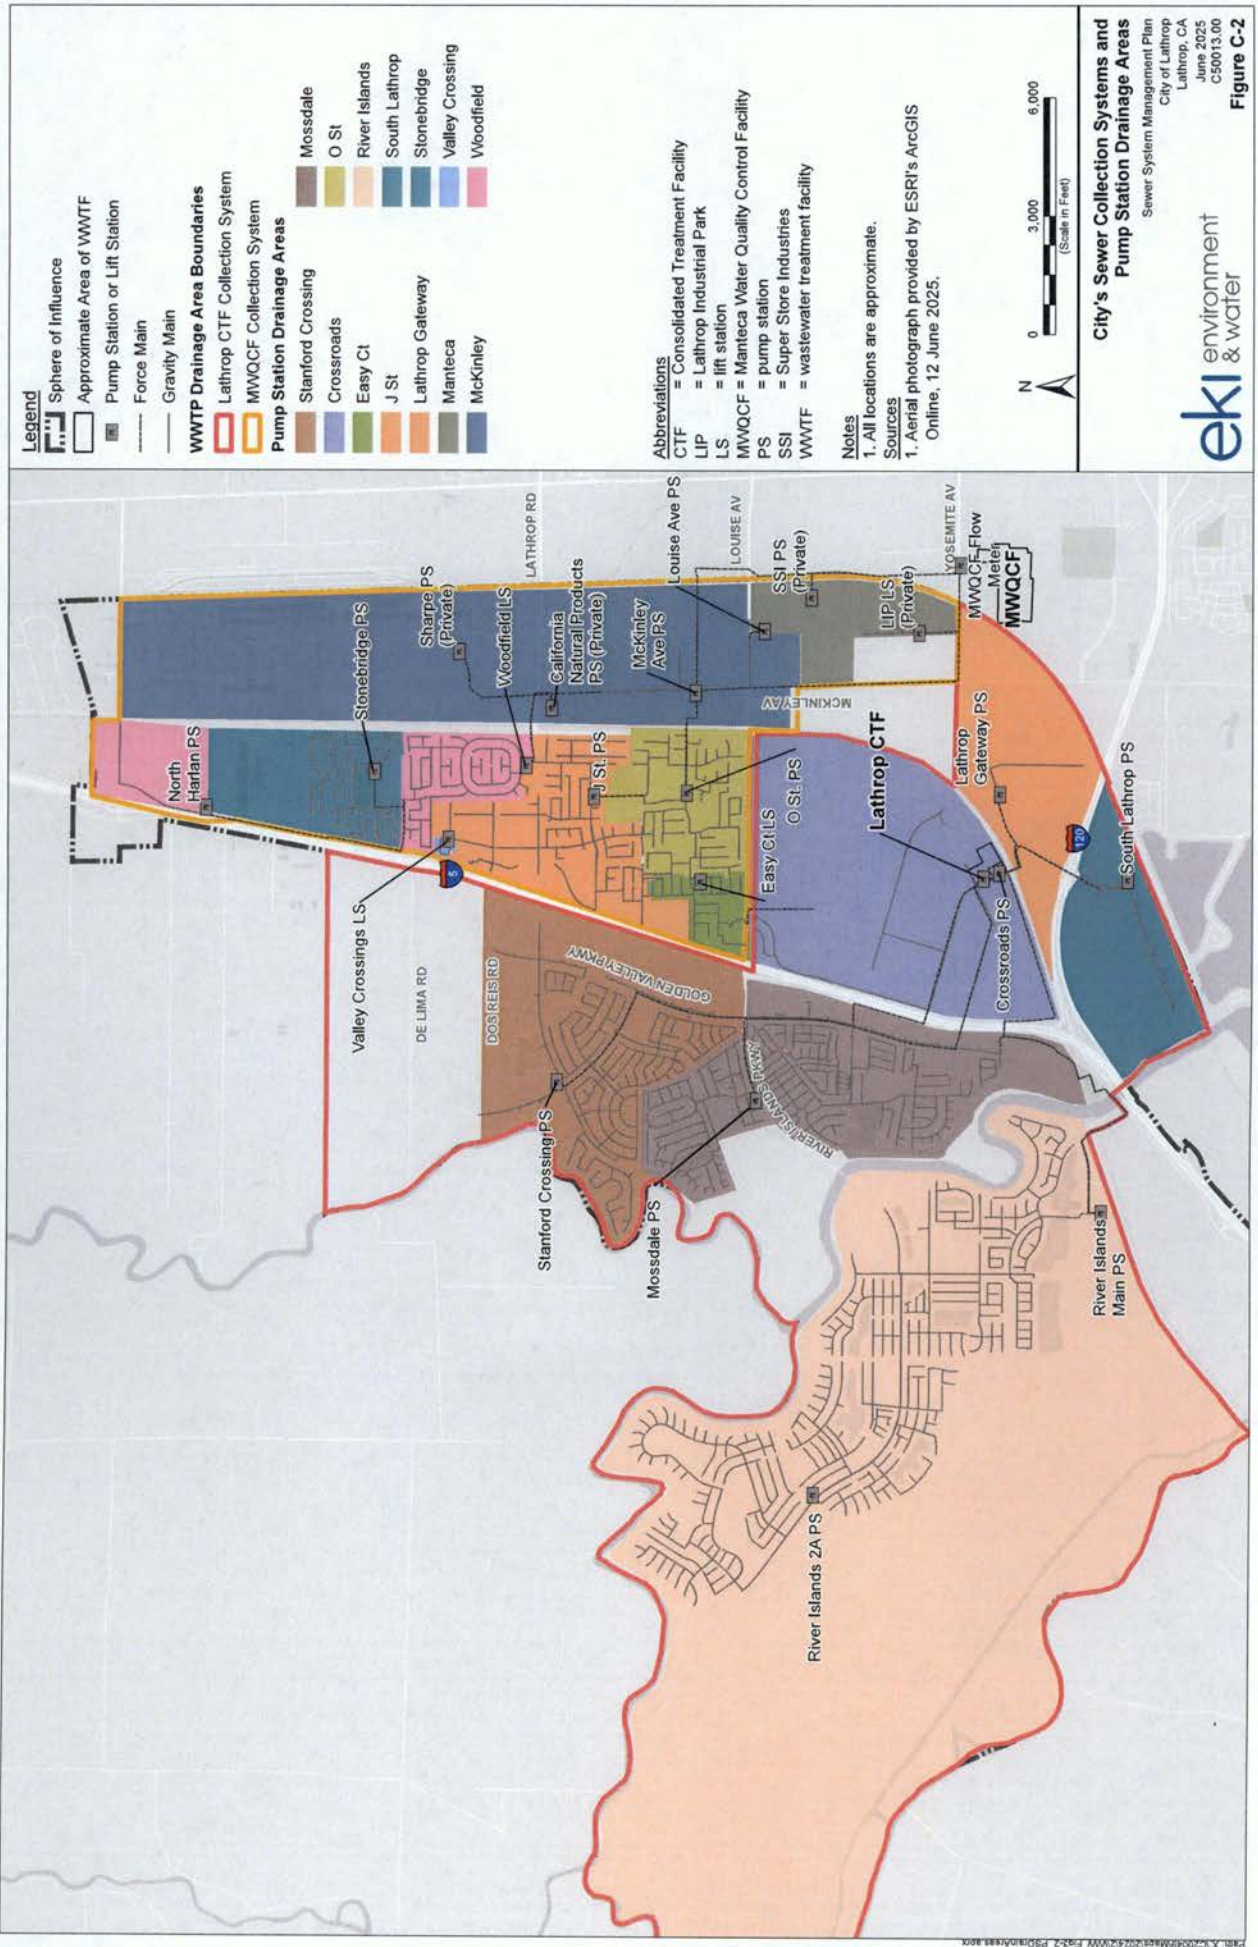 Legend
Sphere of Influence
Approximate Area of WWTF
Pump Station or Lift Station
Force Main
Gravity Main
WWTP Drainage Area Boundaries
Lathrop CTF Collection System
MWQCF Collection System
Pump Station Drainage Areas
Stanford Crossing
Crossroads
Easy Ct
J St
Lathrop Gateway
Manteca
McKinley
Mossdale
O St
River Islands
South Lathrop
Stonebridge
Valley Crossing
Woodfield
Abbreviations
CTF = Consolidated Treatment Facility
LIP = Lathrop Industrial Park
LS = lift station
MWQCF = Manteca Water Quality Control Facility
PS = pump station
SSI = Super Store Industries
WWTF = wastewater treatment facility
Notes
1. All locations are approximate.
Sources
1. Aerial photograph provided by ESRI's ArcGIS
Online, 12 June 2025.
N
0 3,000 6,000
(Scale in Feet)
City's Sewer Collection Systems and
Pump Station Drainage Areas
Sewer System Management Plan
City of Lathrop
Lathrop, CA
June 2025
C50013.00
Figure C-2
eki environment
& water
North
Harlan PS
Stonebridge PS
Sharpe PS
(Private)
Woodfield LS
LATHROP RD
California
Natural Products
PS (Private)
McKinley
Ave PS
Louise Ave PS
LOUISE AV
SSI PS
(Private)
LIP LS
(Private)
YOSEMITE AV
MWQCF Flow
Meter
MWQCF
MCKINLEY AV
J St. PS
O St. PS
Easy Ct LS
Lathrop CTF
Lathrop
Gateway PS
120
South Lathrop PS
Crossroads PS
5
Valley Crossings LS
DE LIMA RD
DOS REIS RD
GOLDEN VALLEY PKWY
Stanford Crossing PS
RIVER ISLANDS PKWY
Mossdale PS
River Islands
Main PS
River Islands 2A PS